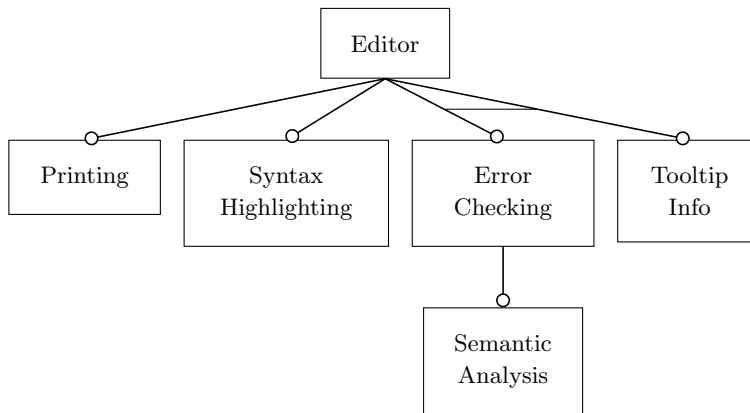 Editor
Printing
Syntax
Highlighting
Error
Checking
Tooltip
Info
Semantic
Analysis